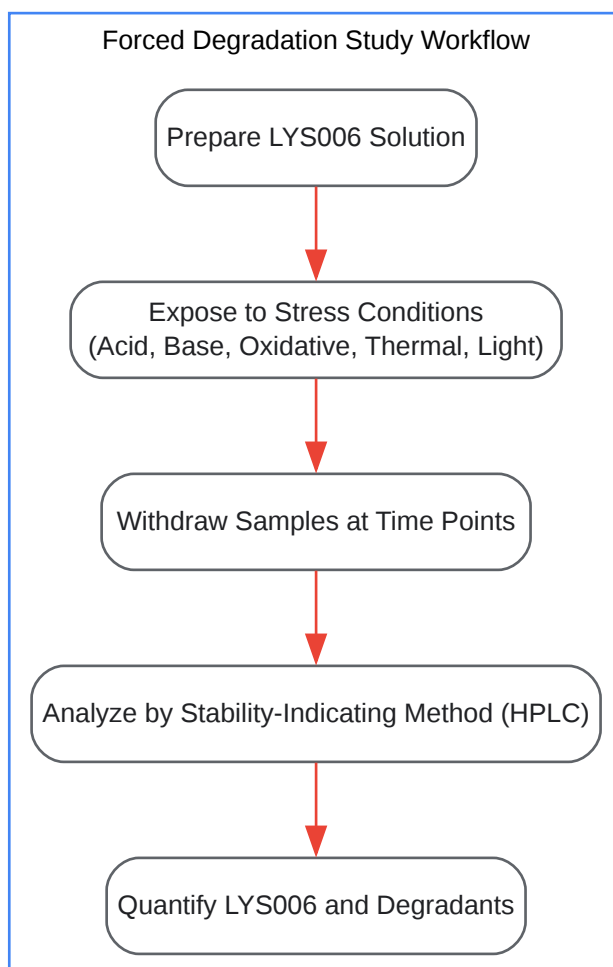 Forced Degradation Study Workflow
Prepare LYS006 Solution
Expose to Stress Conditions
(Acid, Base, Oxidative, Thermal, Light)
Withdraw Samples at Time Points
Analyze by Stability-Indicating Method (HPLC)
Quantify LYS006 and Degradants